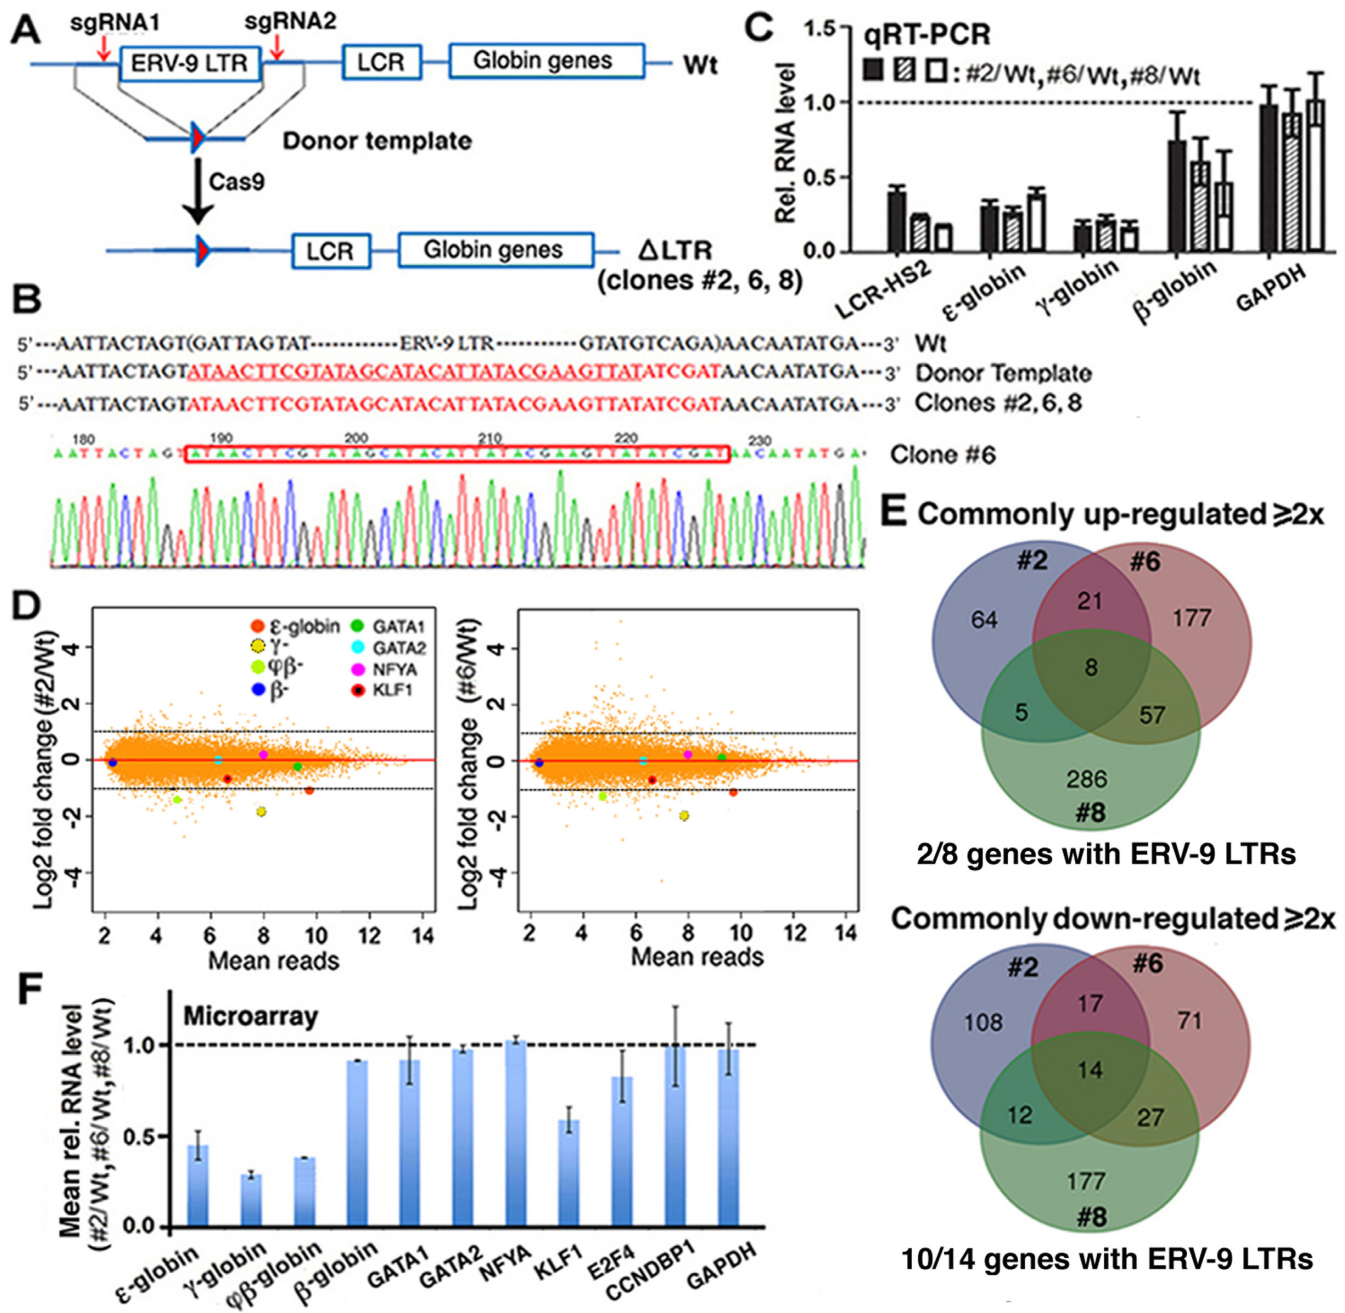 A
sgRNA1
sgRNA2
ERV-9 LTR
LCR
Globin genes
Wt
Donor template
Cas9
LCR
Globin genes
ΔLTR
(clones #2, 6, 8)
B
5'---AATTACTAGT(GATTAGTAT-----------ERV-9 LTR----------GTATGTCAGA)AACAATATGA---3' Wt
5'---AATTACTAGTATAACTTCGTATAGCATACATTATACGAAGTTATATCGATAACAATATGA---3' Donor Template
5'---AATTACTAGTATAACTTCGTATAGCATACATTATACGAAGTTATATCGATAACAATATGA---3' Clones #2, 6, 8
180 190 200 210 220 230
AATTACTAGTATAACTTCGTATAGCATACATTATACGAAGTTATATCGATAACAATATGA
Clone #6
C
qRT-PCR
: #2/Wt, #6/Wt, #8/Wt
Rel. RNA level
1.5
1.0
0.5
0.0
LCR-HS2
ε-globin
γ-globin
β-globin
GAPDH
D
Log2 fold change (#2/Wt)
4
2
0
-2
-4
ε-globin
γ-
φβ-
β-
GATA1
GATA2
NFYA
KLF1
2 4 6 8 10 12 14
Mean reads
Log2 fold change (#6/Wt)
4
2
0
-2
-4
2 4 6 8 10 12 14
Mean reads
E
Commonly up-regulated ≥2x
#2
#6
64
21
177
8
5
57
286
#8
2/8 genes with ERV-9 LTRs
Commonly down-regulated ≥2x
#2
#6
108
17
71
14
12
27
177
#8
10/14 genes with ERV-9 LTRs
F
Microarray
Mean rel. RNA level
(#2/Wt, #6/Wt, #8/Wt)
1.0
0.5
0.0
ε-globin
γ-globin
φβ-globin
β-globin
GATA1
GATA2
NFYA
KLF1
E2F4
CCNDBP1
GAPDH